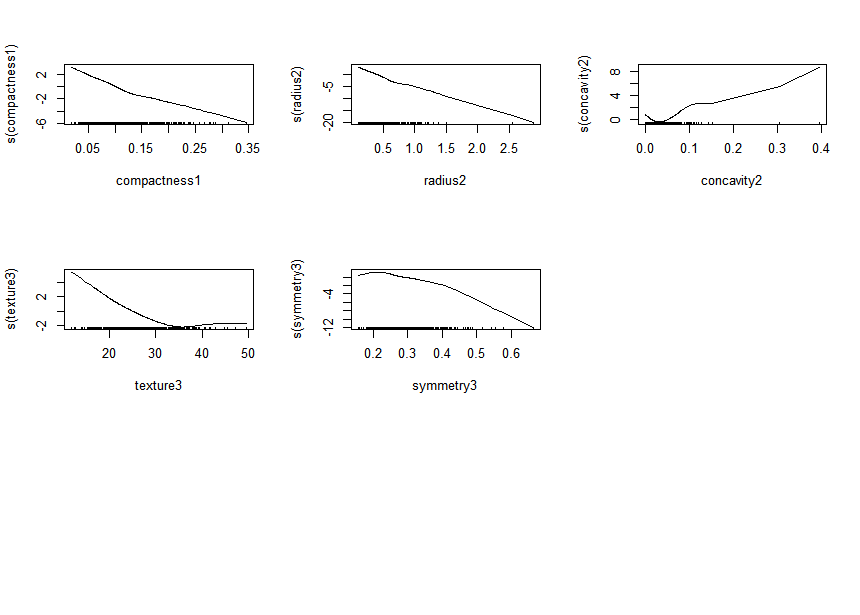 s(compactness1)
2
-2
-6
0.05 0.15 0.25 0.35
compactness1
s(radius2)
-5
-20
0.5 1.0 1.5 2.0 2.5
radius2
s(concavity2)
8
4
0
0.0 0.1 0.2 0.3 0.4
concavity2
s(texture3)
2
-2
20 30 40 50
texture3
s(symmetry3)
-4
-12
0.2 0.3 0.4 0.5 0.6
symmetry3